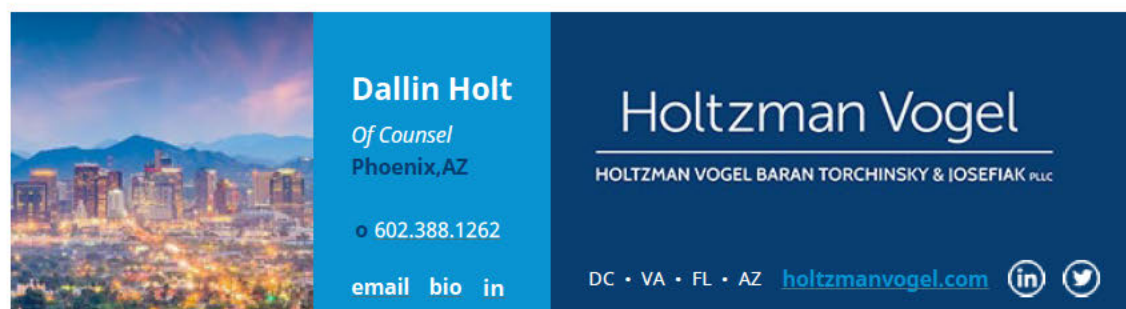 Dallin Holt
Of Counsel
Phoenix,AZ
o 602.388.1262
email bio in
Holtzman Vogel
HOLTZMAN VOGEL BARAN TORCHINSKY & JOSEFIAK PLLC
DC • VA • FL • AZ holtzmanvogel.com in